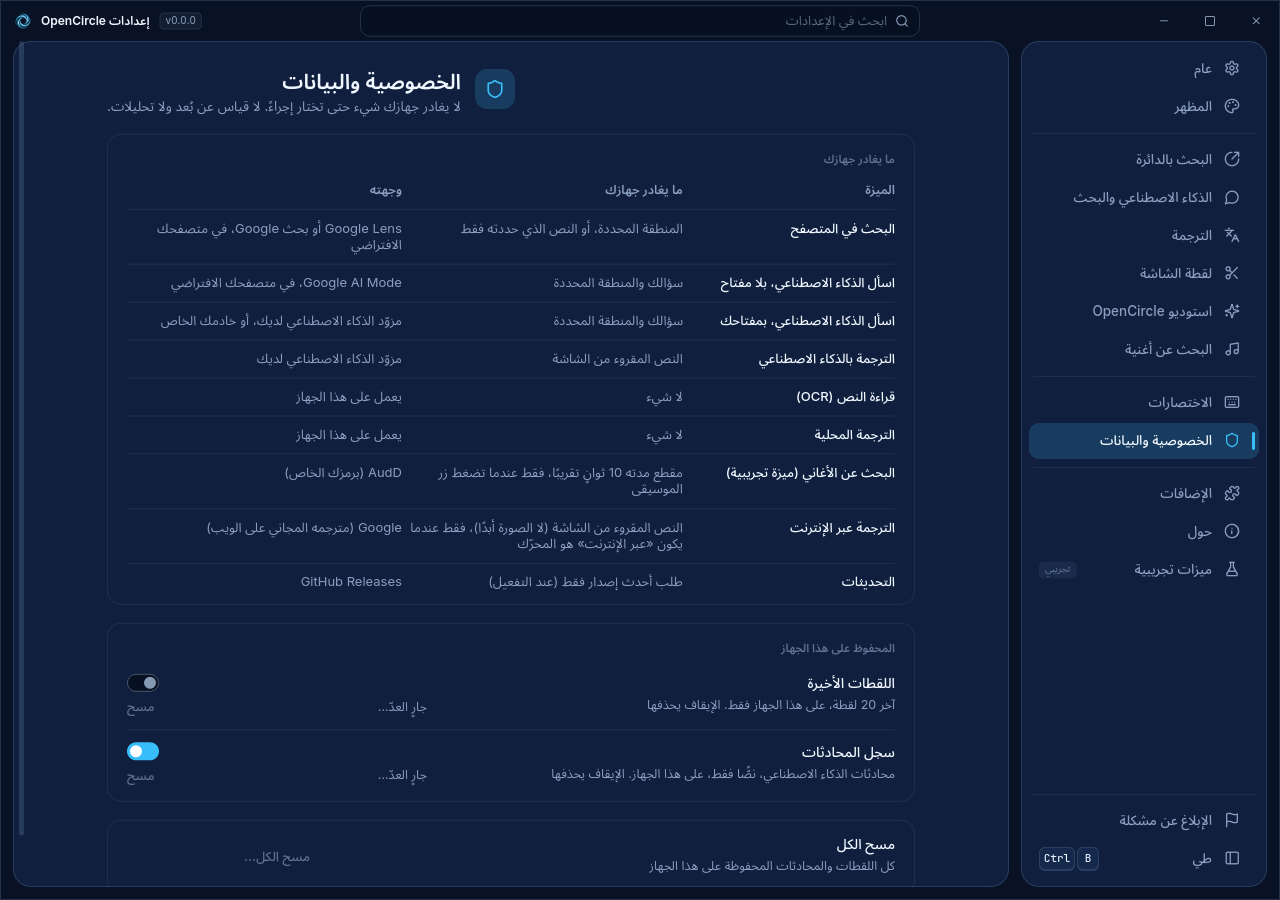 إعدادات OpenCircle
v0.0.0
ابحث في الإعدادات
عام
المظهر
البحث بالدائرة
الذكاء الاصطناعي والبحث
الترجمة
لقطة الشاشة
استوديو OpenCircle
البحث عن أغنية
الاختصارات
الخصوصية والبيانات
الإضافات
حول
ميزات تجريبية
تجريبي
الإبلاغ عن مشكلة
طي
Ctrl B
الخصوصية والبيانات
لا يغادر جهازك شيء حتى تختار إجراءً. لا قياس عن بُعد ولا تحليلات.
ما يغادر جهازك
الميزة ما يغادر جهازك وجهته
البحث في المتصفح
المنطقة المحددة، أو النص الذي حددته فقط
Google Lens أو بحث Google، في متصفحك
الافتراضي
اسأل الذكاء الاصطناعي، بلا مفتاح
سؤالك والمنطقة المحددة
Google AI Mode، في متصفحك الافتراضي
اسأل الذكاء الاصطناعي، بمفتاحك
سؤالك والمنطقة المحددة
مزوّد الذكاء الاصطناعي لديك، أو خادمك الخاص
الترجمة بالذكاء الاصطناعي
النص المقروء من الشاشة
مزوّد الذكاء الاصطناعي لديك
قراءة النص (OCR)
لا شيء
يعمل على هذا الجهاز
الترجمة المحلية
لا شيء
يعمل على هذا الجهاز
البحث عن الأغاني (ميزة تجريبية)
مقطع مدته 10 ثوانٍ تقريبًا، فقط عندما تضغط زر
الموسيقى
AudD (برمزك الخاص)
الترجمة عبر الإنترنت
النص المقروء من الشاشة (لا الصورة أبدًا)، فقط عندما
يكون «عبر الإنترنت» هو المحرّك
Google (مترجمه المجاني على الويب)
التحديثات
طلب أحدث إصدار فقط (عند التفعيل)
GitHub Releases
المحفوظ على هذا الجهاز
اللقطات الأخيرة
آخر 20 لقطة، على هذا الجهاز فقط. الإيقاف يحذفها
جارٍ العدّ...
مسح
سجل المحادثات
محادثات الذكاء الاصطناعي، نصًّا فقط، على هذا الجهاز. الإيقاف يحذفها
جارٍ العدّ...
مسح
مسح الكل
كل اللقطات والمحادثات المحفوظة على هذا الجهاز
مسح الكل...